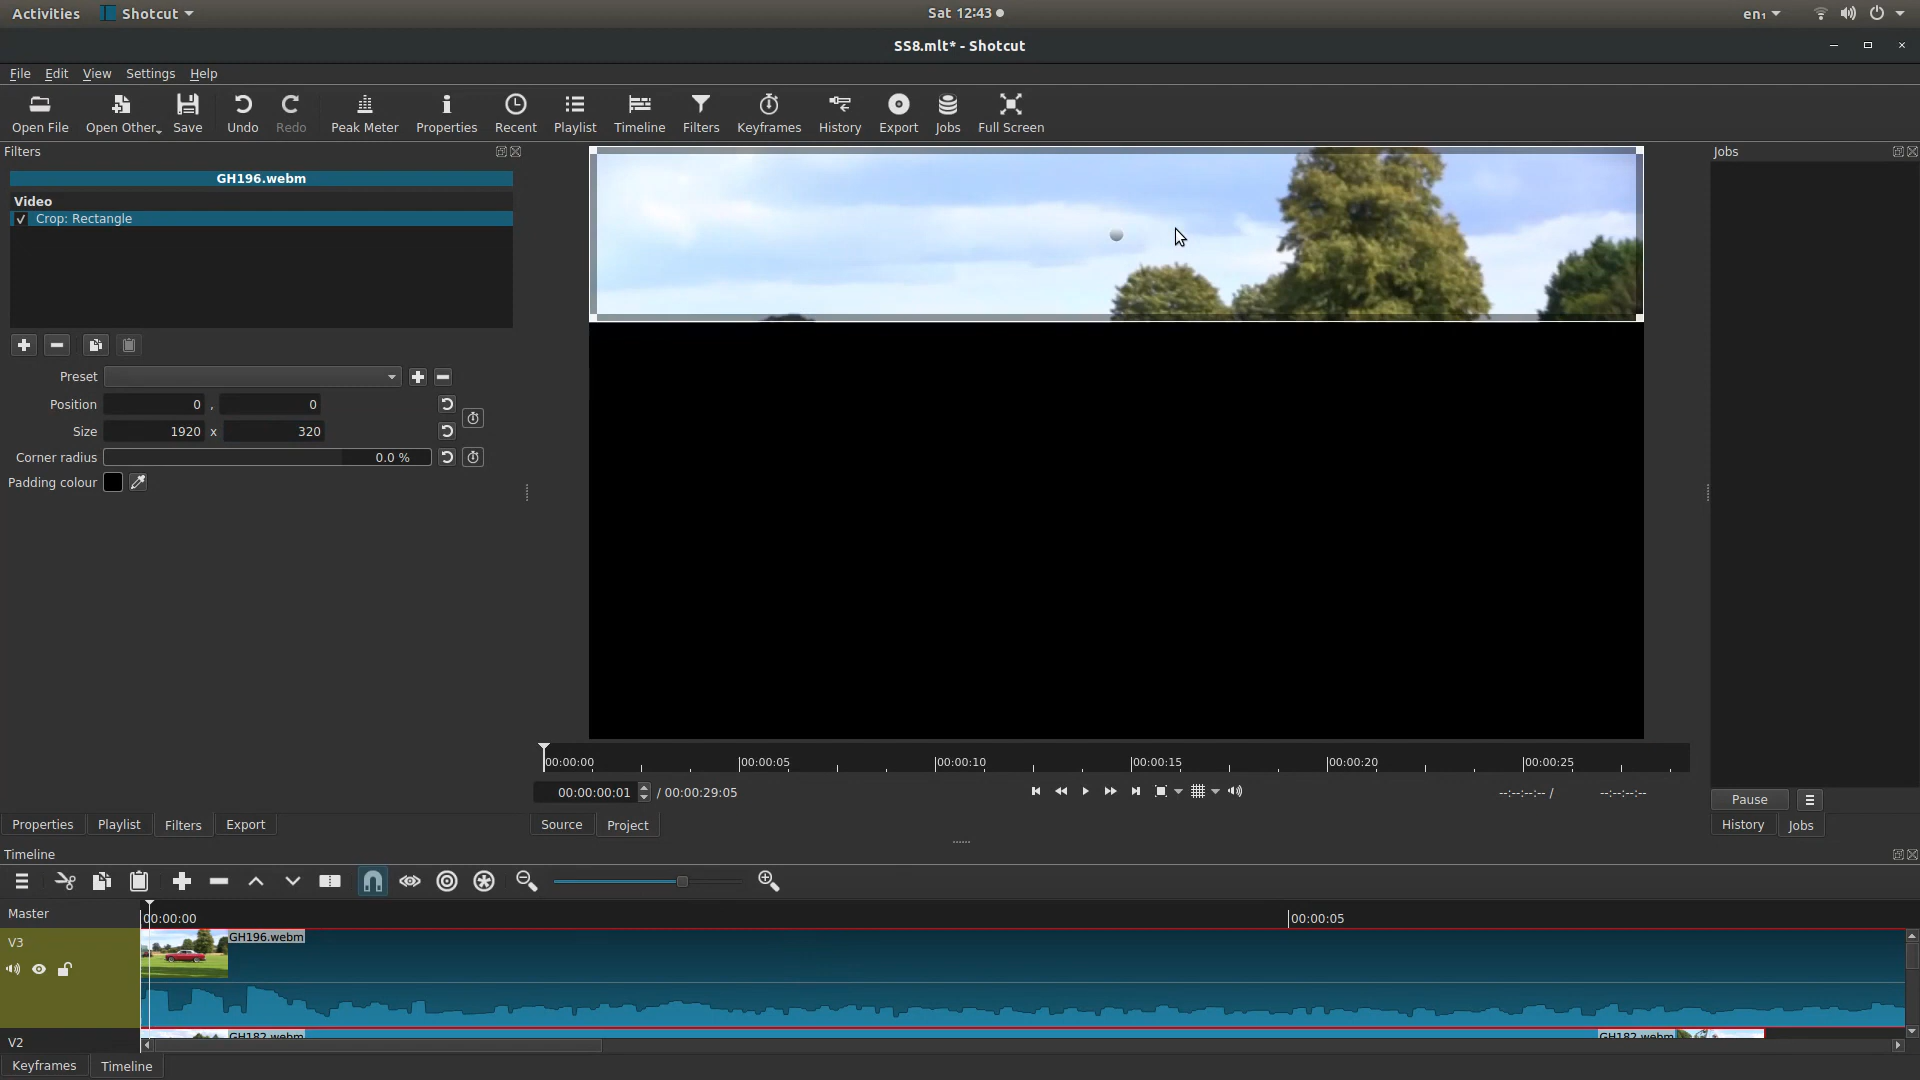 Activities Shotcut Sat 12:43 en₁
SS8.mlt* - Shotcut
File Edit View Settings Help
Open File Open Other... Save Undo Redo Peak Meter Properties Recent Playlist Timeline Filters Keyframes History Export Jobs Full Screen
Filters
Jobs
GH196.webm
Video
Crop: Rectangle
Preset
Position 0 , 0
Size 1920 x 320
Corner radius 0.0 %
Padding colour
00:00:00 00:00:05 00:00:10 00:00:15 00:00:20 00:00:25
00:00:00:01 / 00:00:29:05 --:--:--:-- / --:--:--:--
Pause
Properties Playlist Filters Export
Source Project
History Jobs
Timeline
Master
00:00:00 00:00:05
V3
GH196.webm
V2
GH182.webm GH182.webm
Keyframes Timeline